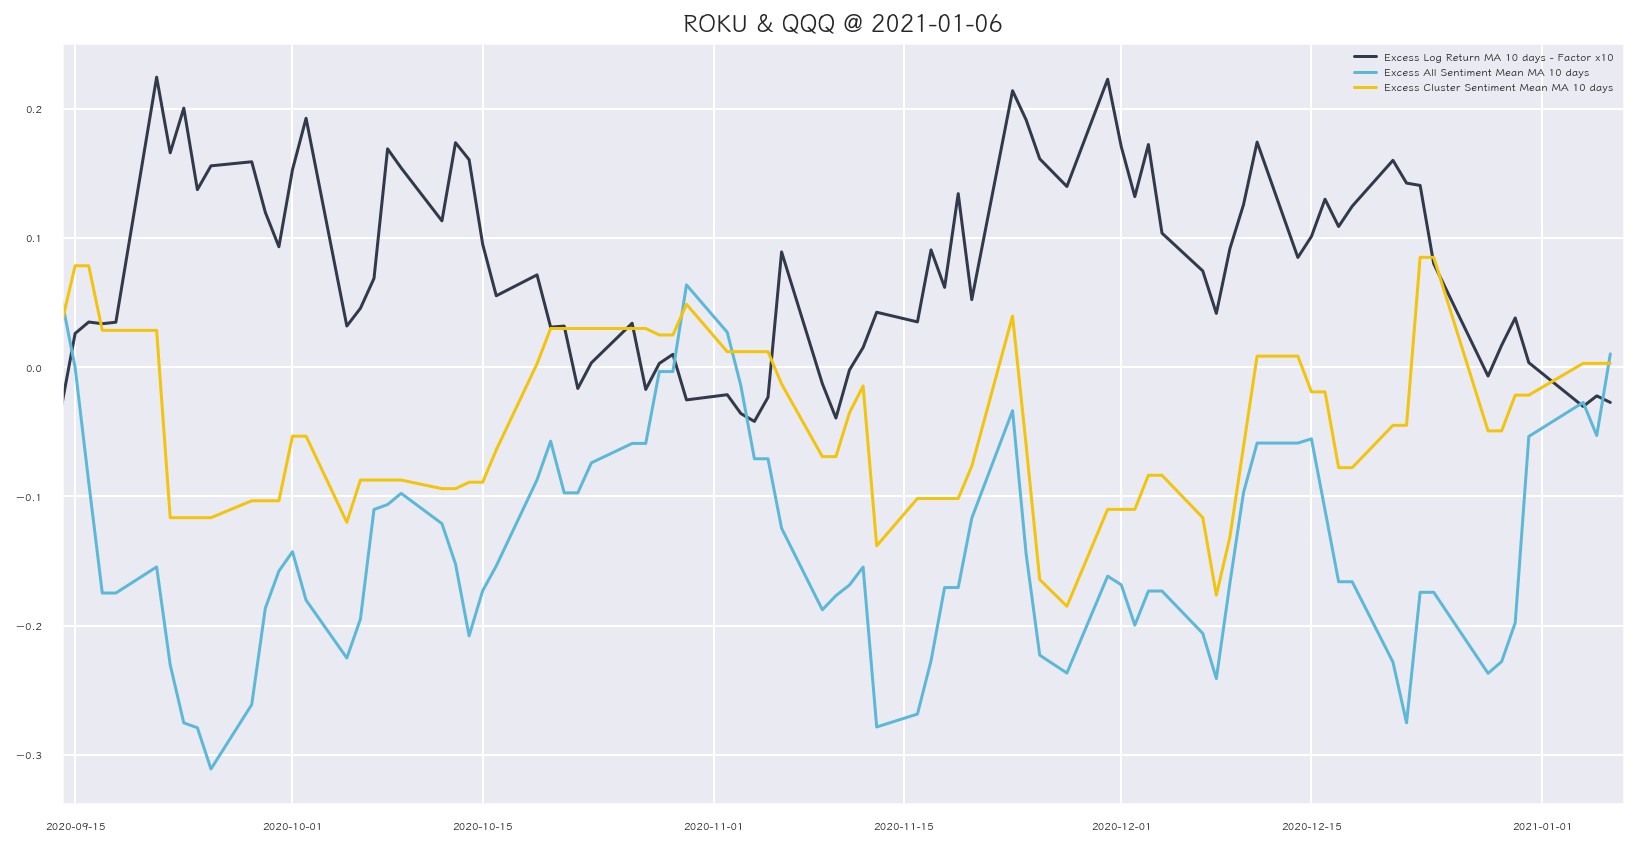 ROKU & QQQ @ 2021-01-06
Excess Log Return MA 10 days - Factor x10
Excess All Sentiment Mean MA 10 days
Excess Cluster Sentiment Mean MA 10 days
0.2
0.1
0.0
−0.1
−0.2
−0.3
2020-09-15 2020-10-01 2020-10-15 2020-11-01 2020-11-15 2020-12-01 2020-12-15 2021-01-01